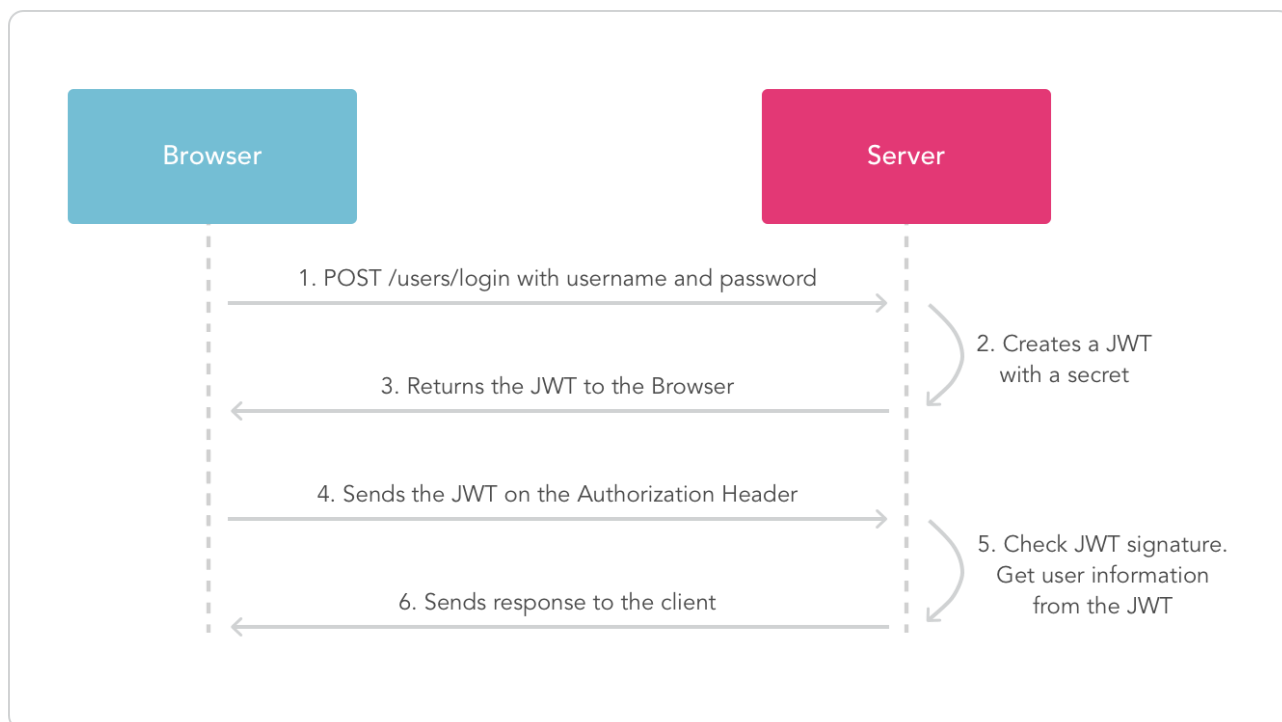 Browser
Server
1. POST /users/login with username and password
2. Creates a JWT
with a secret
3. Returns the JWT to the Browser
4. Sends the JWT on the Authorization Header
5. Check JWT signature.
Get user information
from the JWT
6. Sends response to the client